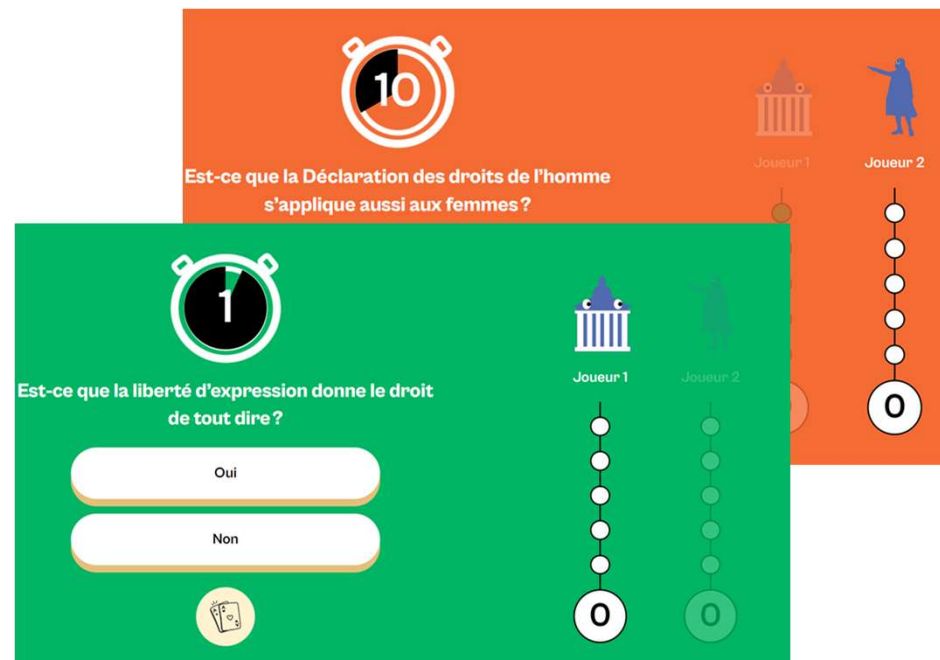 10
Est-ce que la Déclaration des droits de l'homme
s'applique aussi aux femmes ?
Joueur 1
Joueur 2
0
1
Est-ce que la liberté d'expression donne le droit
de tout dire ?
Oui
Non
Joueur 1
Joueur 2
0
0